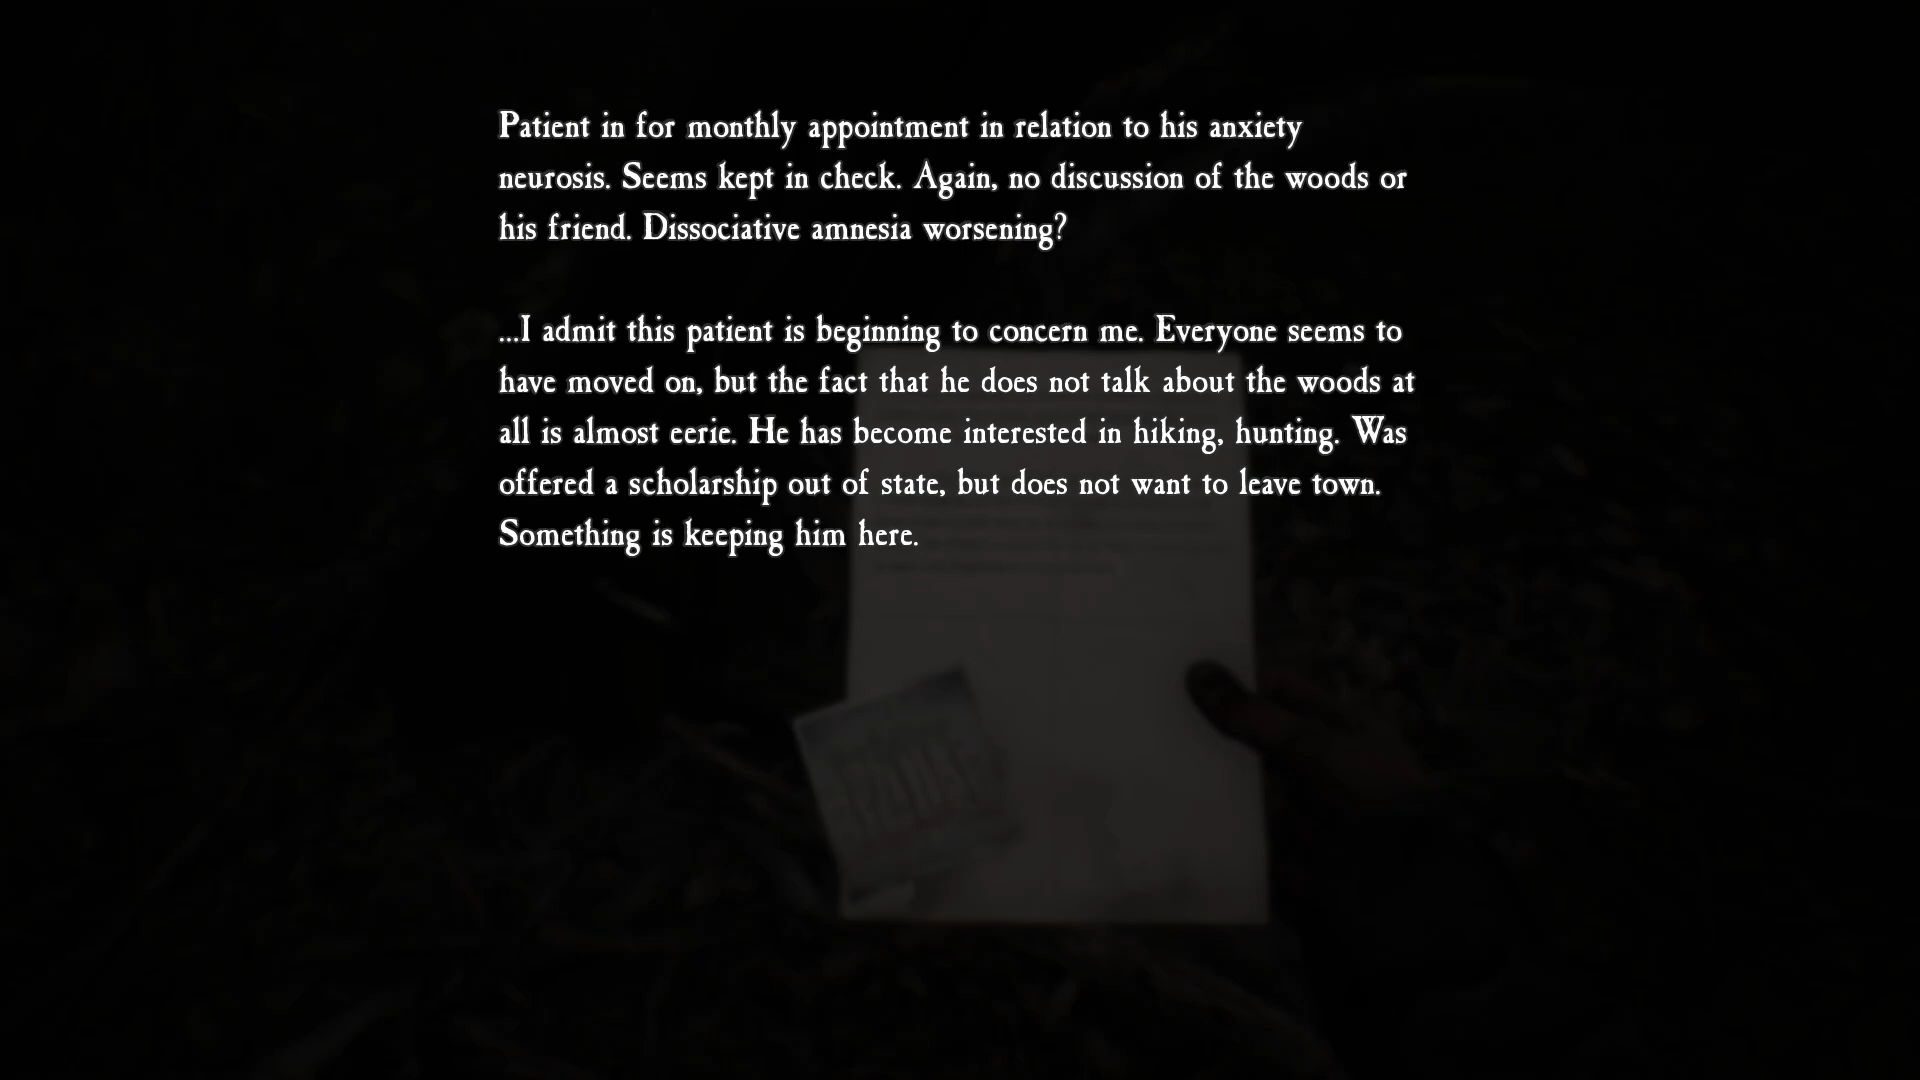 Patient in for monthly appointment in relation to his anxiety
neurosis. Seems kept in check. Again, no discussion of the woods or
his friend. Dissociative amnesia worsening?
...I admit this patient is beginning to concern me. Everyone seems to
have moved on, but the fact that he does not talk about the woods at
all is almost eerie. He has become interested in hiking, hunting. Was
offered a scholarship out of state, but does not want to leave town.
Something is keeping him here.